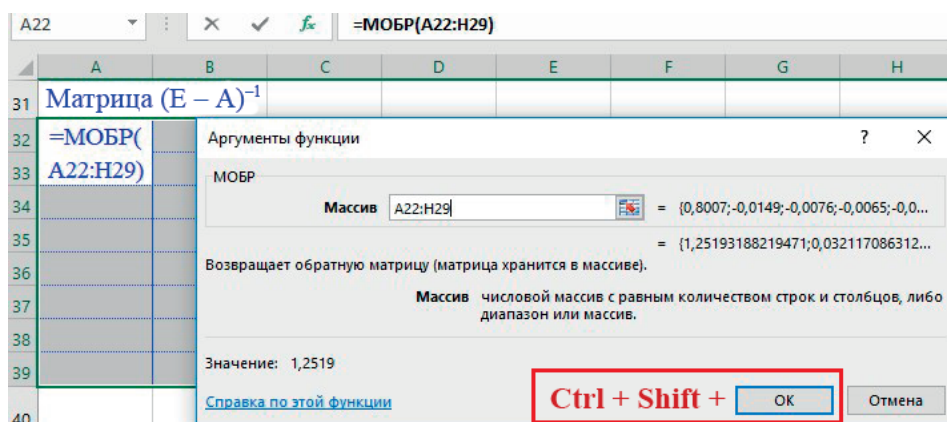 A22 fx =МОБР(A22:H29)
A B C D E F G H
31 Матрица (E – A)⁻¹
32 =МОБР( Аргументы функции ? ×
33 A22:H29) МОБР
34 Массив A22:H29 = {0,8007;-0,0149;-0,0076;-0,0065;-0,0...
35 = {1,25193188219471;0,032117086312...
36 Возвращает обратную матрицу (матрица хранится в массиве).
37 Массив числовой массив с равным количеством строк и столбцов, либо
диапазон или массив.
38
39 Значение: 1,2519
40 Справка по этой функции Ctrl + Shift + ОК Отмена